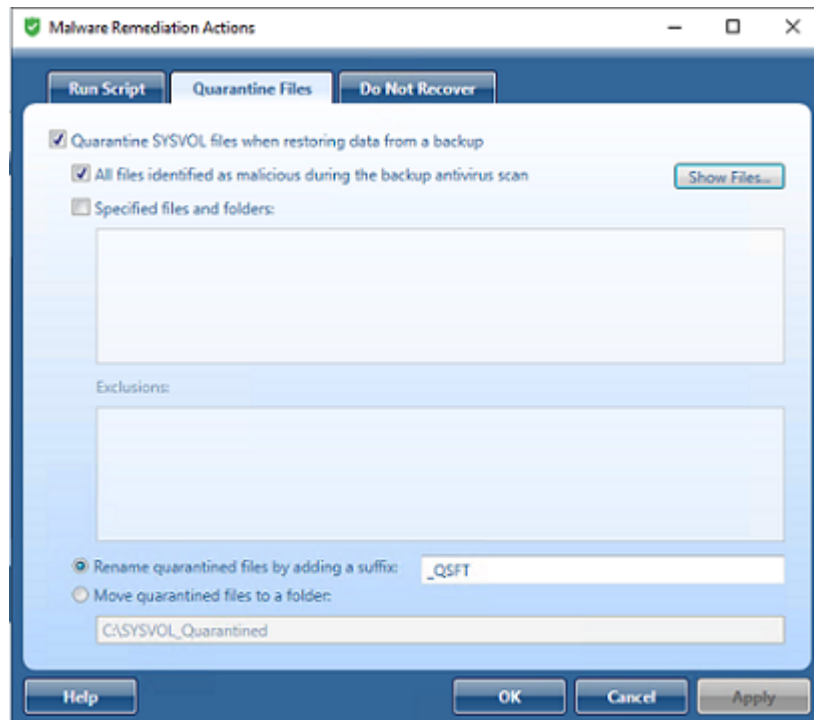 Malware Remediation Actions
Run Script Quarantine Files Do Not Recover
Quarantine SYSVOL files when restoring data from a backup
All files identified as malicious during the backup antivirus scan Show Files...
Specified files and folders:
Exclusions:
Rename quarantined files by adding a suffix: _QSFT
Move quarantined files to a folder:
C:\SYSVOL_Quarantined
Help OK Cancel Apply